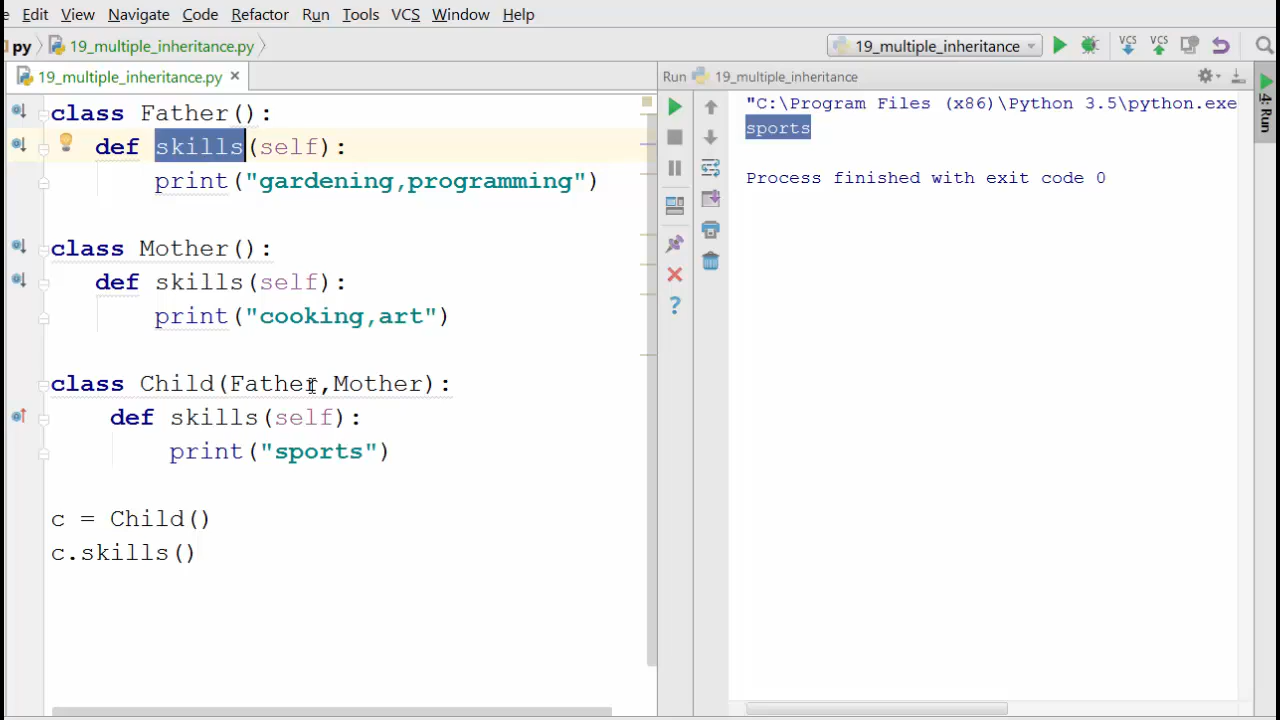 e Edit View Navigate Code Refactor Run Tools VCS Window Help
py 19_multiple_inheritance.py 19_multiple_inheritance VCS VCS
19_multiple_inheritance.py × Run 19_multiple_inheritance
class Father():
def skills(self):
print("gardening,programming")
class Mother():
def skills(self):
print("cooking,art")
class Child(Father,Mother):
def skills(self):
print("sports")
c = Child()
c.skills()
"C:\Program Files (x86)\Python 3.5\python.exe
sports
Process finished with exit code 0
4: Run